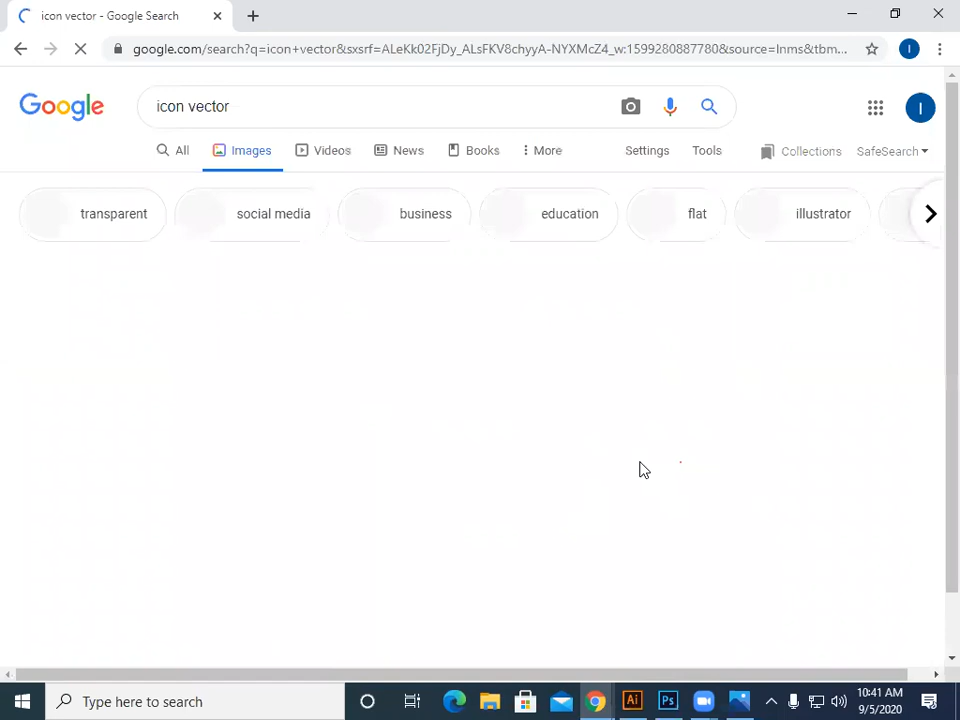 icon vector - Google Search
google.com/search?q=icon+vector&sxsrf=ALeKk02FjDy_ALsFKV8chyyA-NYXMcZ4_w:1599280887780&source=lnms&tbm...
I
Google
icon vector
I
All
Images
Videos
News
Books
More
Settings
Tools
Collections
SafeSearch
transparent
social media
business
education
flat
illustrator
Type here to search
Ai
Ps
10:41 AM
9/5/2020